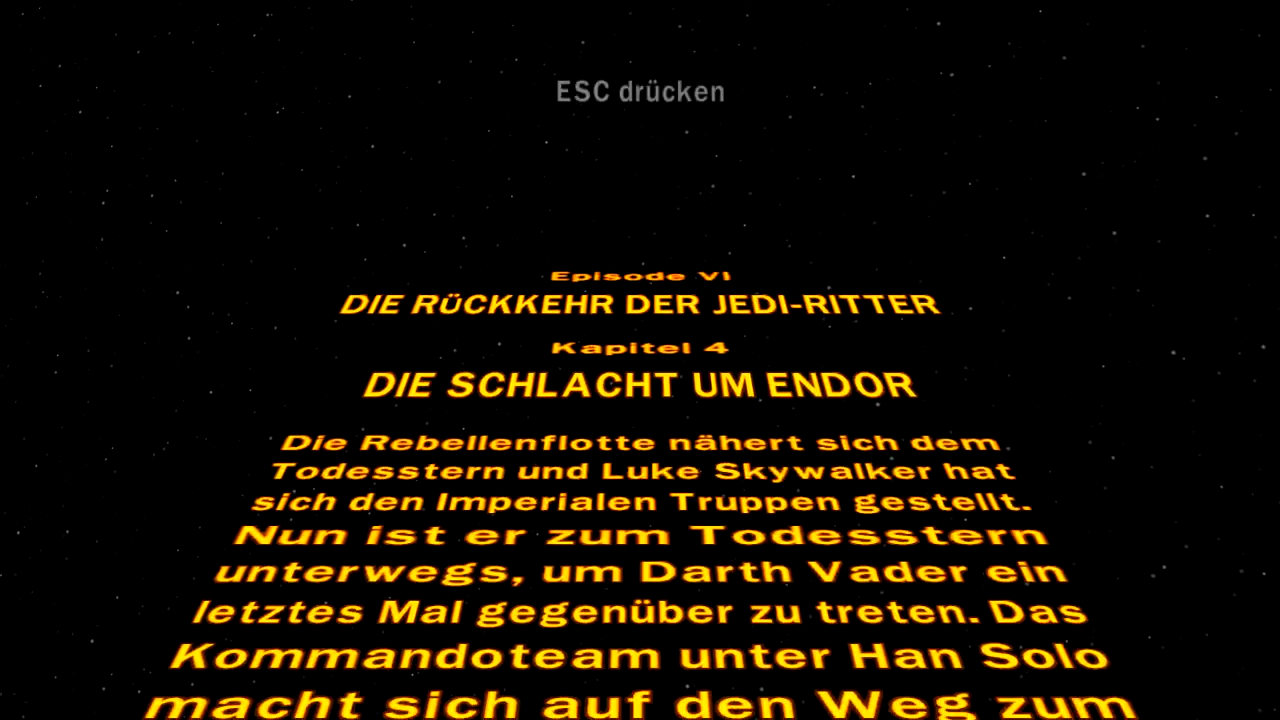 ESC drücken
Episode VI
DIE RÜCKKEHR DER JEDI-RITTER
Kapitel 4
DIE SCHLACHT UM ENDOR
Die Rebellenflotte nähert sich dem
Todesstern und Luke Skywalker hat
sich den Imperialen Truppen gestellt.
Nun ist er zum Todesstern
unterwegs, um Darth Vader ein
letztes Mal gegenüber zu treten. Das
Kommandoteam unter Han Solo
macht sich auf den Weg zum